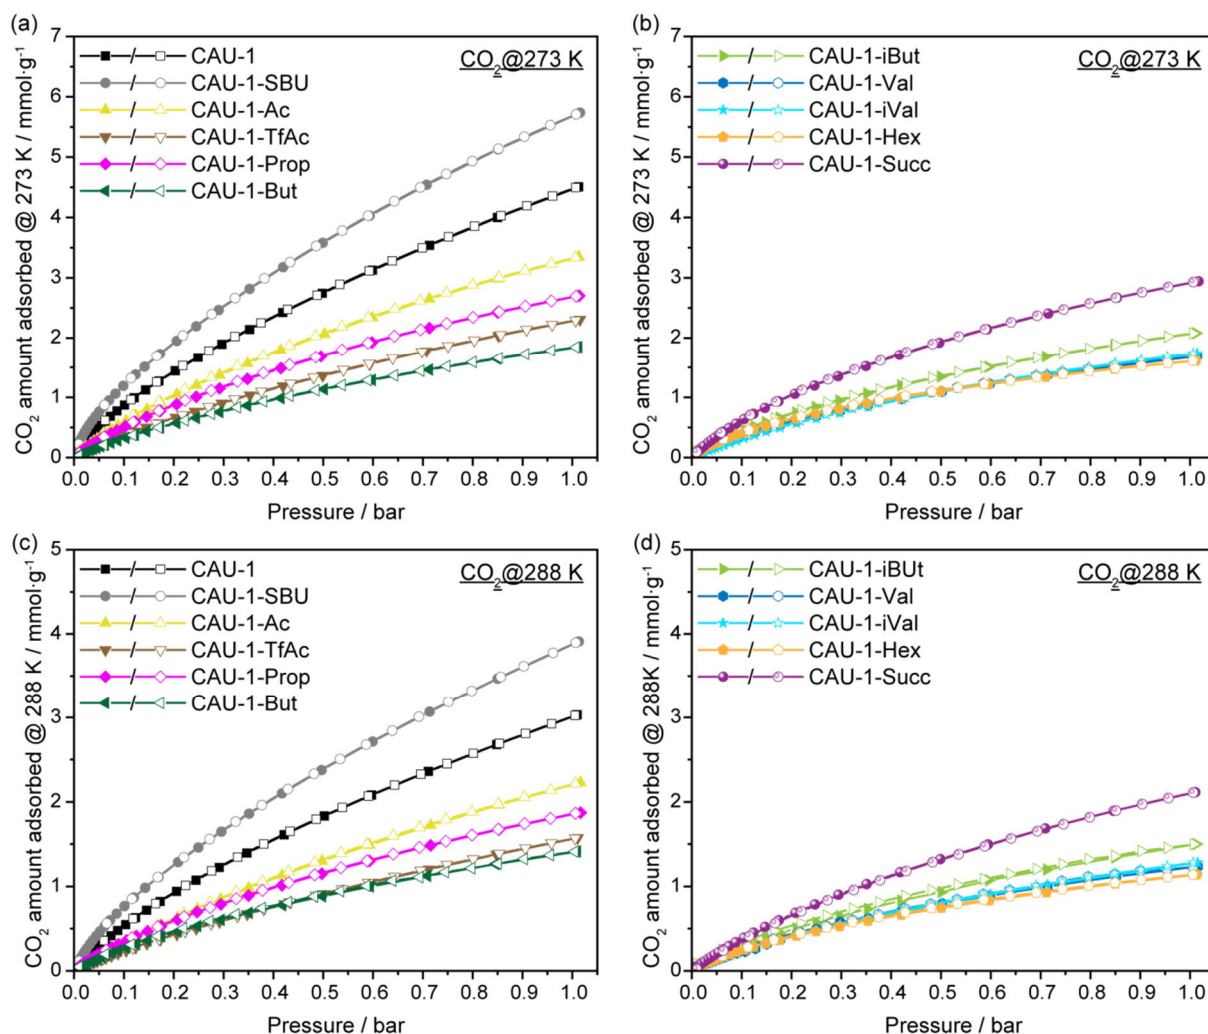 (a)
CO₂ amount adsorbed @ 273 K / mmol·g⁻¹
7
6
5
4
3
2
1
0
/ CAU-1
/ CAU-1-SBU
/ CAU-1-Ac
/ CAU-1-TfAc
/ CAU-1-Prop
/ CAU-1-But
CO₂@273 K
0.0 0.1 0.2 0.3 0.4 0.5 0.6 0.7 0.8 0.9 1.0
Pressure / bar
(b)
CO₂ amount adsorbed @ 273 K / mmol·g⁻¹
7
6
5
4
3
2
1
0
/ CAU-1-iBut
/ CAU-1-Val
/ CAU-1-iVal
/ CAU-1-Hex
/ CAU-1-Succ
CO₂@273 K
0.0 0.1 0.2 0.3 0.4 0.5 0.6 0.7 0.8 0.9 1.0
Pressure / bar
(c)
CO₂ amount adsorbed @ 288 K / mmol·g⁻¹
5
4
3
2
1
0
/ CAU-1
/ CAU-1-SBU
/ CAU-1-Ac
/ CAU-1-TfAc
/ CAU-1-Prop
/ CAU-1-But
CO₂@288 K
0.0 0.1 0.2 0.3 0.4 0.5 0.6 0.7 0.8 0.9 1.0
Pressure / bar
(d)
CO₂ amount adsorbed @ 288K / mmol·g⁻¹
5
4
3
2
1
0
/ CAU-1-iBUt
/ CAU-1-Val
/ CAU-1-iVal
/ CAU-1-Hex
/ CAU-1-Succ
CO₂@288 K
0.0 0.1 0.2 0.3 0.4 0.5 0.6 0.7 0.8 0.9 1.0
Pressure / bar